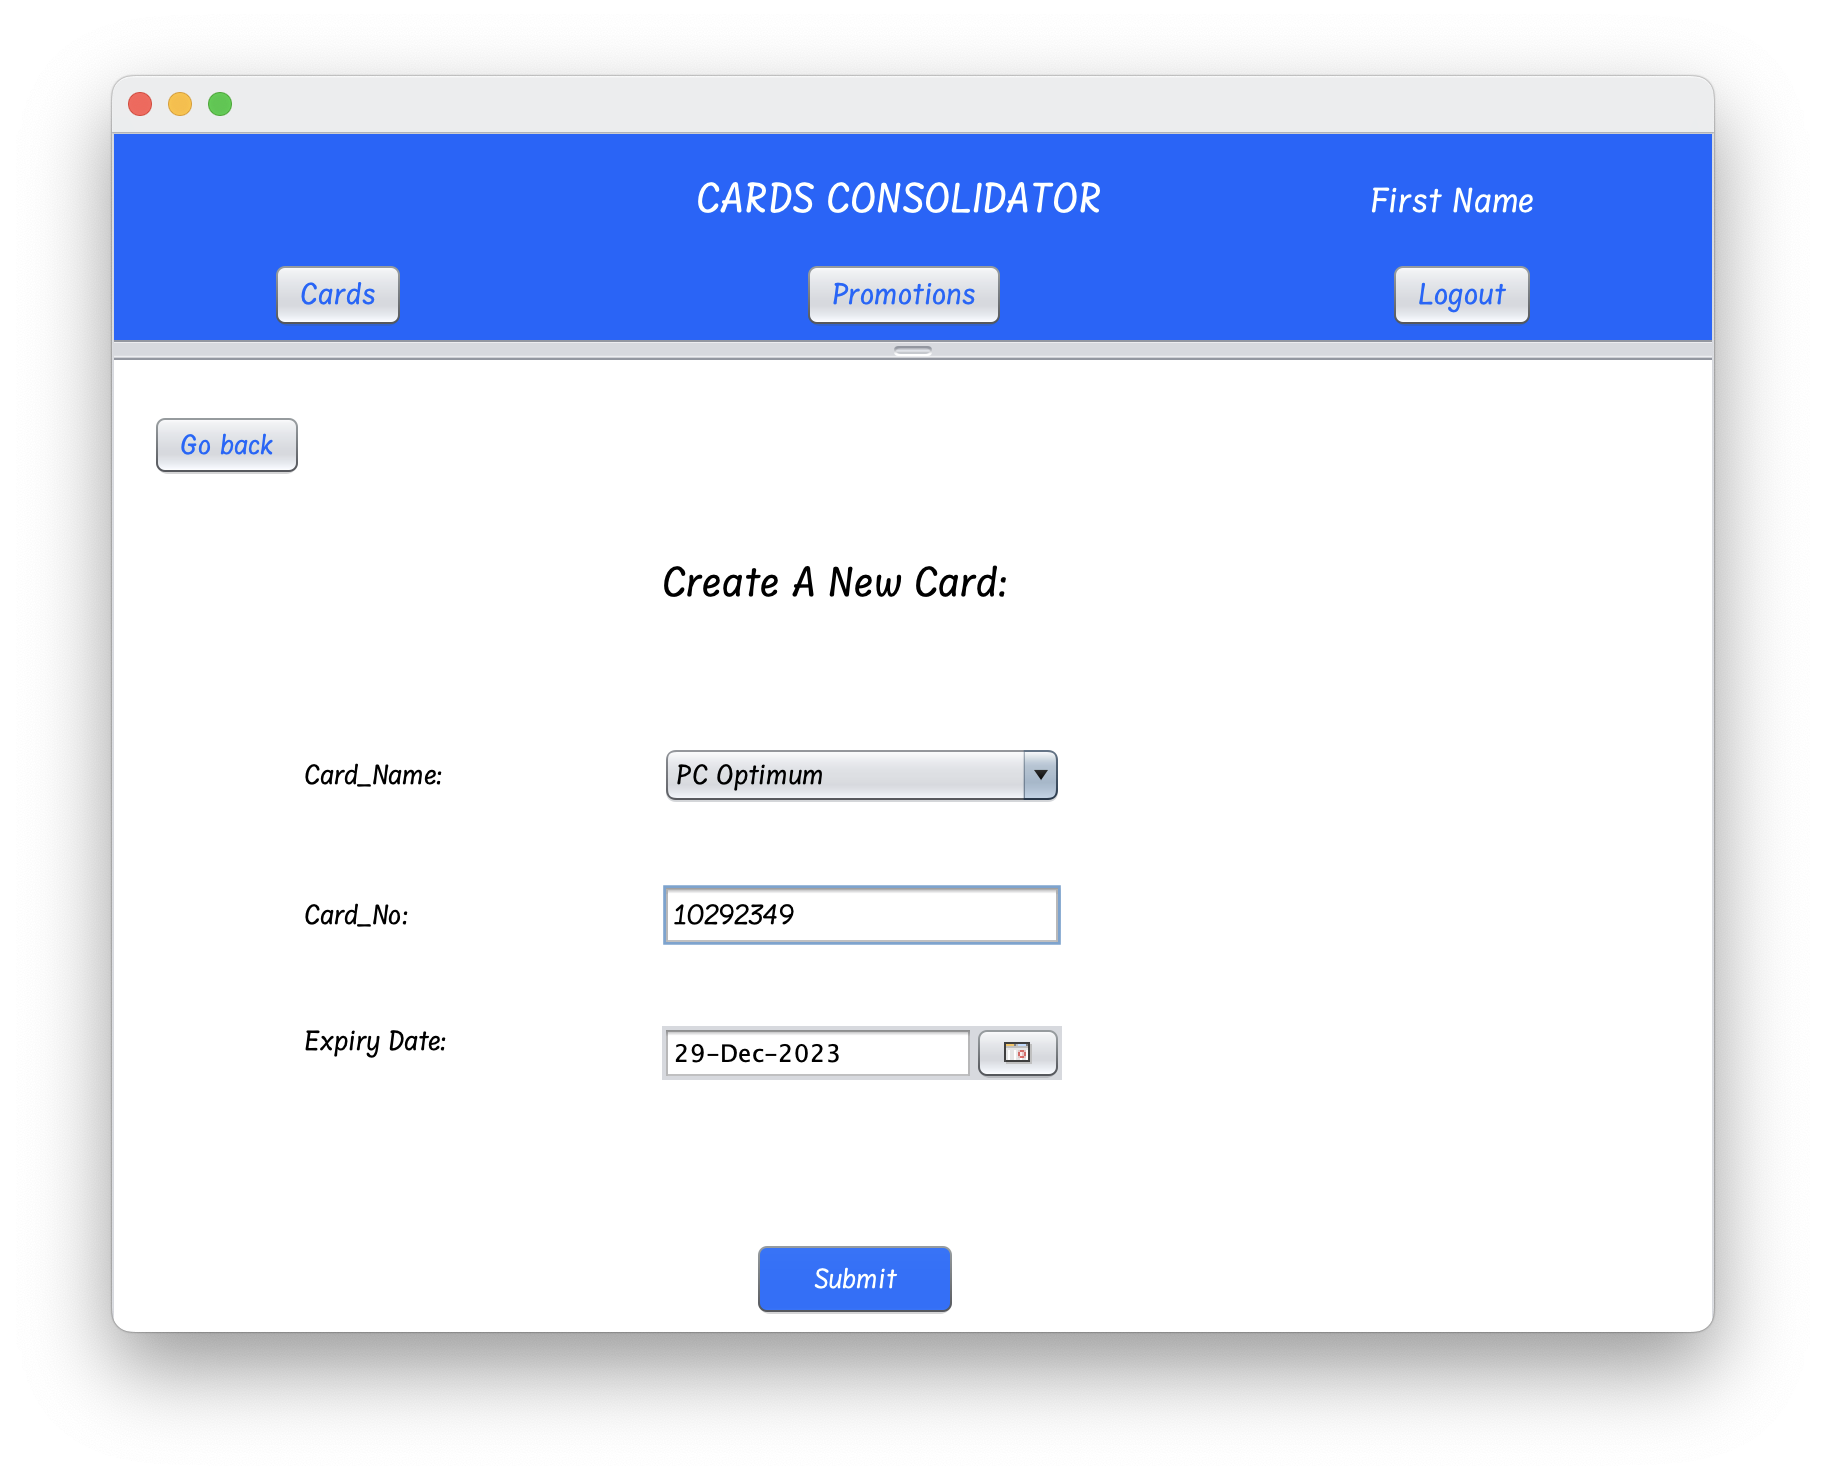 CARDS CONSOLIDATOR
First Name
Cards
Promotions
Logout
Go back
Create A New Card:
Card_Name:
PC Optimum
Card_No:
10292349
Expiry Date:
29-Dec-2023
Submit